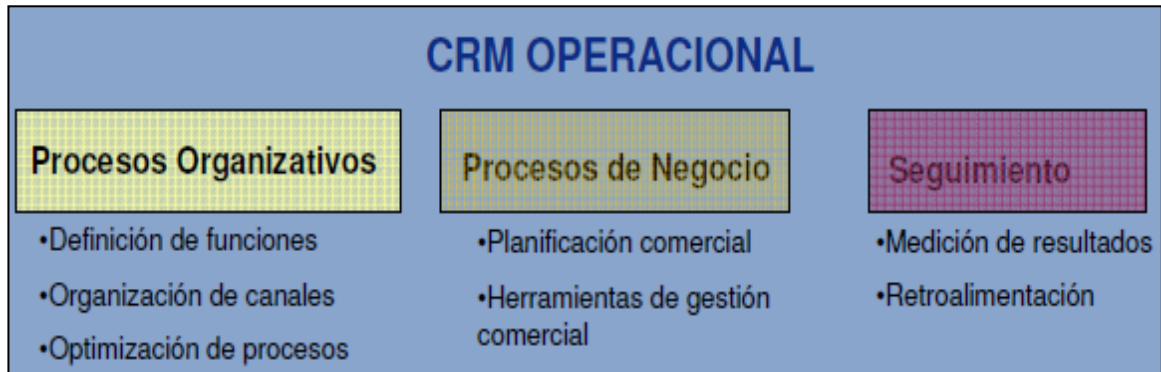 CRM OPERACIONAL
Procesos Organizativos
•Definición de funciones
•Organización de canales
•Optimización de procesos
Procesos de Negocio
•Planificación comercial
•Herramientas de gestión
comercial
Seguimiento
•Medición de resultados
•Retroalimentación